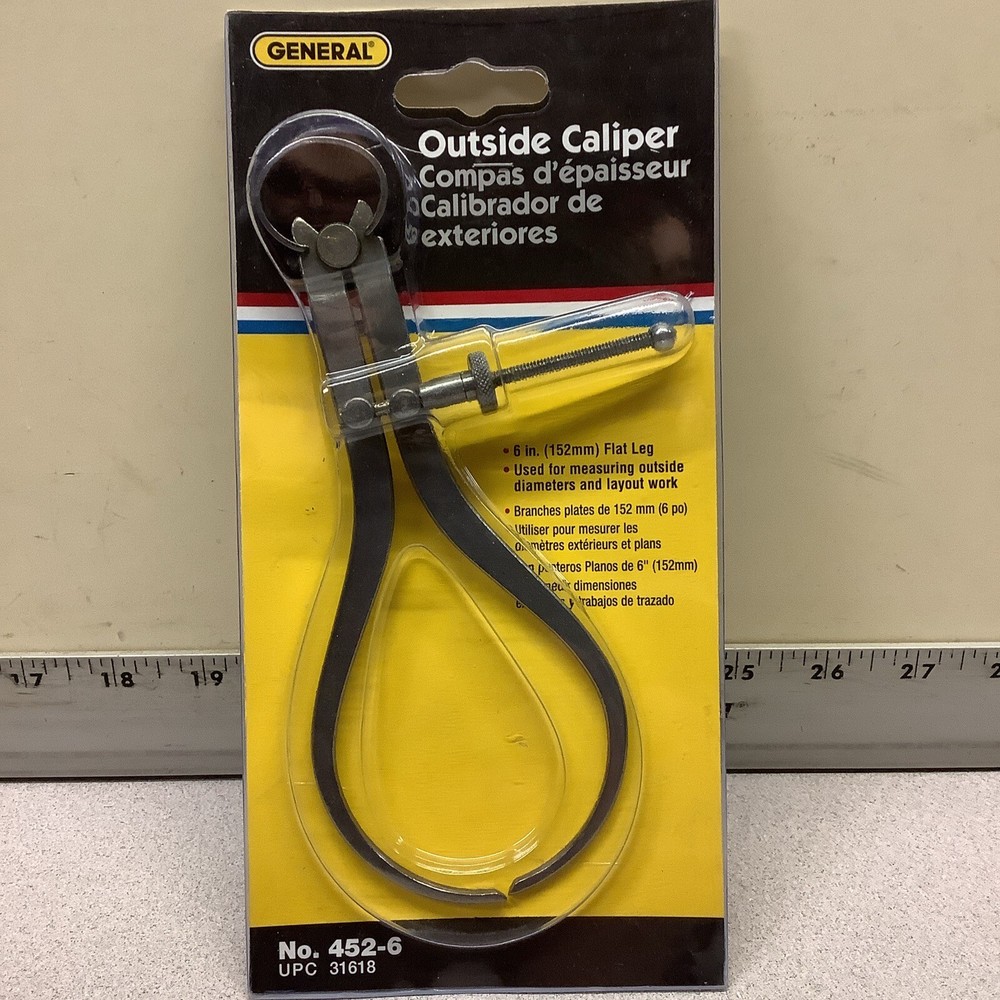 GENERAL®
Outside Caliper
Compas d'épaisseur
Calibrador de
exteriores
• 6 in. (152mm) Flat Leg
• Used for measuring outside
diameters and layout work
• Branches plates de 152 mm (6 po)
Utiliser pour mesurer les
extérieurs et plans
Planos de 6" (152mm)
dimensiones
y trabajos de trazado
17 18 19
25 26 27
No. 452-6
UPC 31618